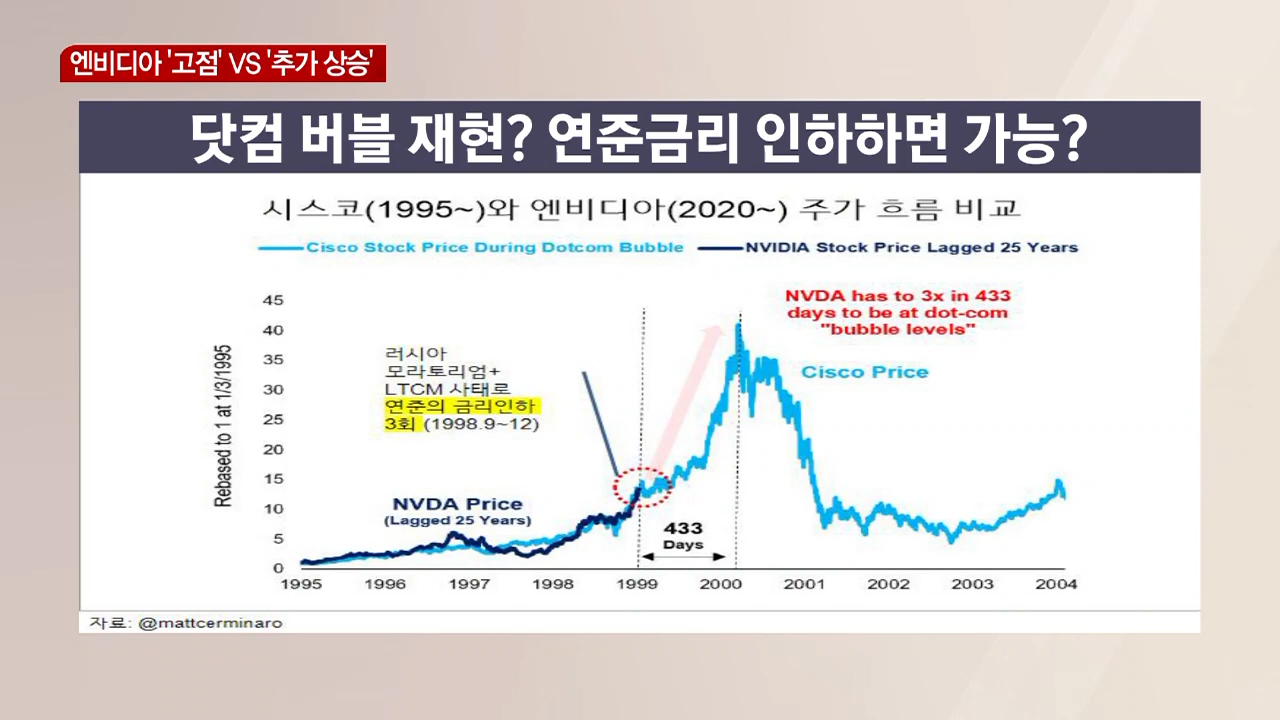 엔비디아 '고점' VS '추가 상승'
닷컴 버블 재현? 연준금리 인하하면 가능?
시스코(1995~)와 엔비디아(2020~) 주가 흐름 비교
Cisco Stock Price During Dotcom Bubble
NVIDIA Stock Price Lagged 25 Years
NVDA has to 3x in 433
days to be at dot-com
"bubble levels"
Cisco Price
러시아
모라토리엄+
LTCM 사태로
연준의 금리인하
3회 (1998.9~12)
NVDA Price
(Lagged 25 Years)
433
Days
Rebased to 1 at 1/3/1995
45
40
35
30
25
20
15
10
5
0
1995 1996 1997 1998 1999 2000 2001 2002 2003 2004
자료: @mattcerminaro